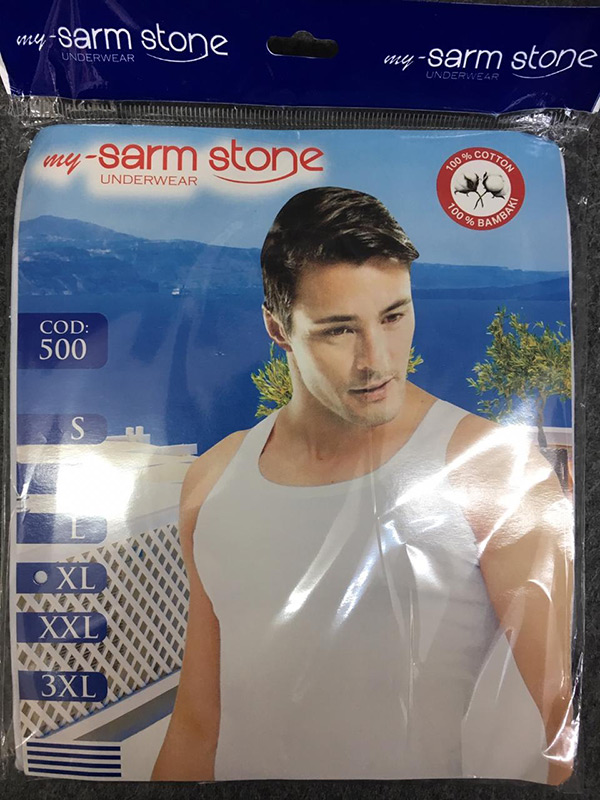 my-sarm stone
UNDERWEAR
my-sarm stone
UNDERWEAR
my-sarm stone
UNDERWEAR
100 % COTTON
100 % BAMBAKI
COD:
500
S
L
XL
XXL
3XL